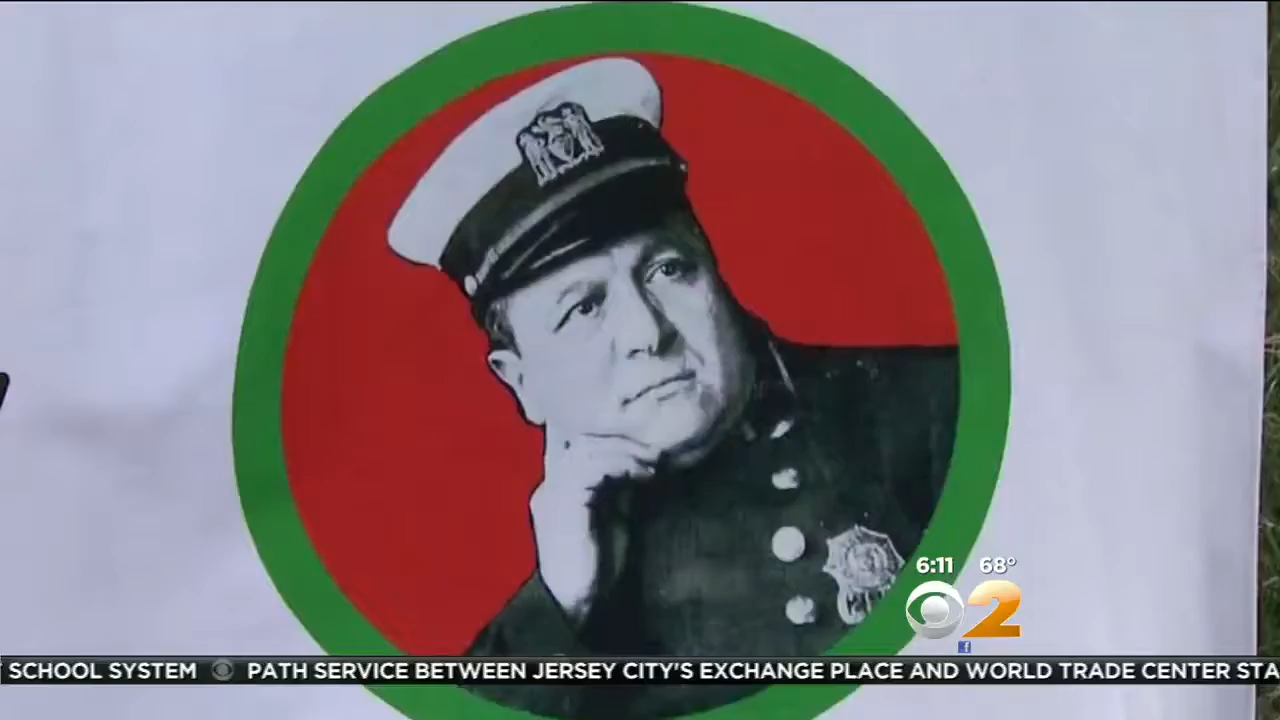 6:11 68°
2
SCHOOL SYSTEM PATH SERVICE BETWEEN JERSEY CITY'S EXCHANGE PLACE AND WORLD TRADE CENTER STA